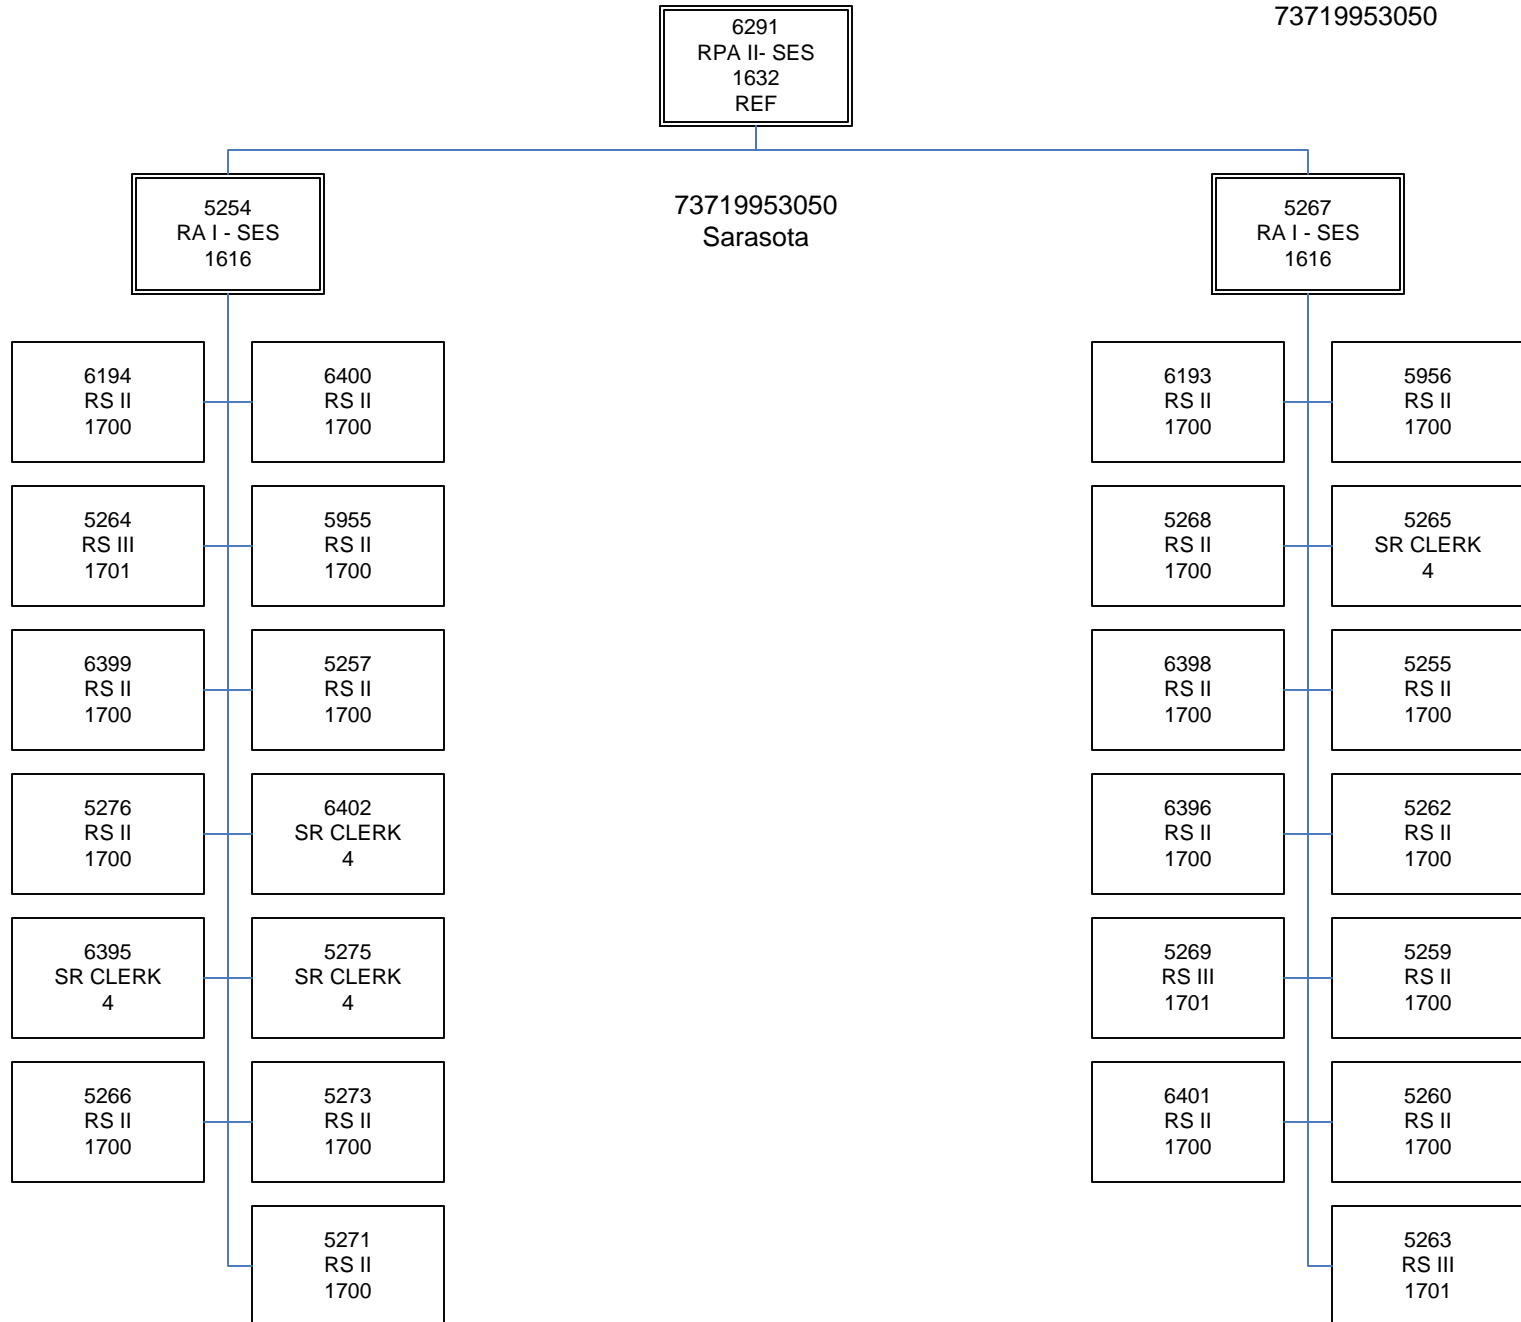 73719953050
6291
RPA II- SES
1632
REF
73719953050
Sarasota
5254
RA I - SES
1616
5267
RA I - SES
1616
6194
RS II
1700
6400
RS II
1700
6193
RS II
1700
5956
RS II
1700
5264
RS III
1701
5955
RS II
1700
5268
RS II
1700
5265
SR CLERK
4
6399
RS II
1700
5257
RS II
1700
6398
RS II
1700
5255
RS II
1700
5276
RS II
1700
6402
SR CLERK
4
6396
RS II
1700
5262
RS II
1700
6395
SR CLERK
4
5275
SR CLERK
4
5269
RS III
1701
5259
RS II
1700
5266
RS II
1700
5273
RS II
1700
6401
RS II
1700
5260
RS II
1700
5271
RS II
1700
5263
RS III
1701